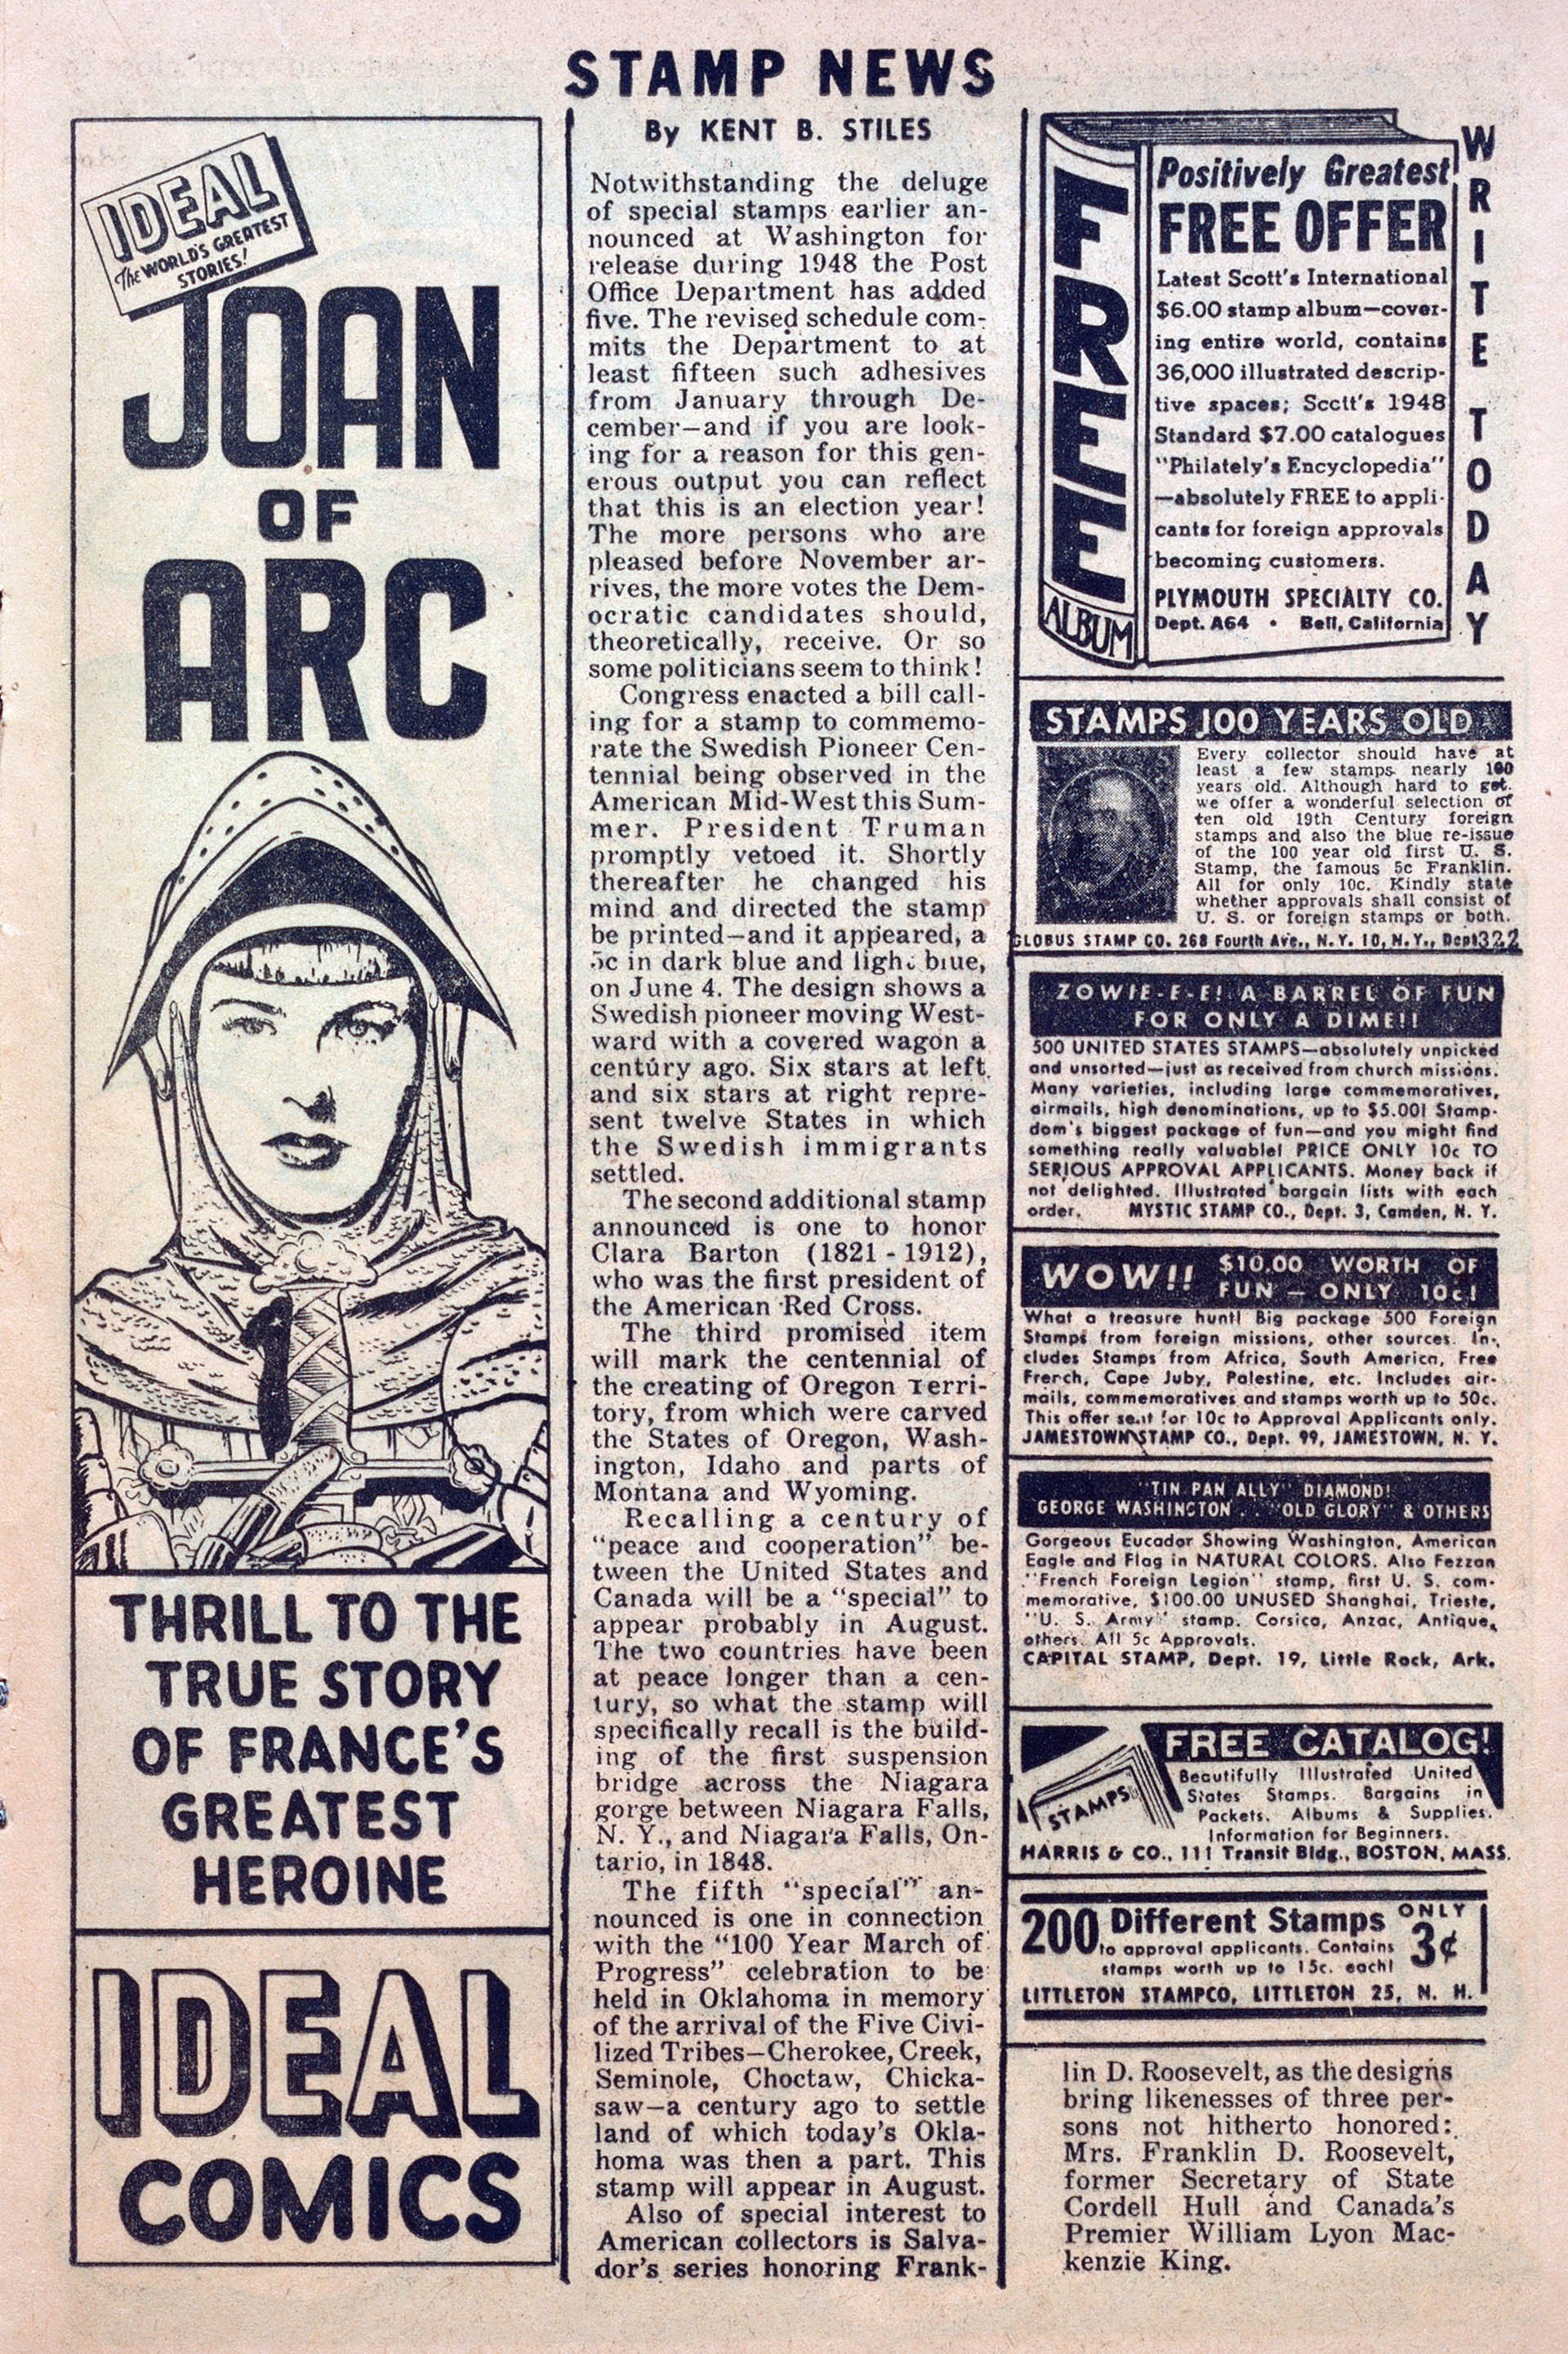 STAMP NEWS
IDEAL
The WORLD'S GREATEST
STORIES!
JOAN
OF
ARC
THRILL TO THE
TRUE STORY
OF FRANCE'S
GREATEST
HEROINE
IDEAL
COMICS
By KENT B. STILES
Notwithstanding the deluge
of special stamps earlier an-
nounced at Washington for
release during 1948 the Post
Office Department has added
five. The revised schedule com-
mits the Department to at
least fifteen such adhesives
from January through De-
cember—and if you are look-
ing for a reason for this gen-
erous output you can reflect
that this is an election year!
The more persons who are
pleased before November ar-
rives, the more votes the Dem-
ocratic candidates should,
theoretically, receive. Or so
some politicians seem to think!
Congress enacted a bill call-
ing for a stamp to commemo-
rate the Swedish Pioneer Cen-
tennial being observed in the
American Mid-West this Sum-
mer. President Truman
promptly vetoed it. Shortly
thereafter he changed his
mind and directed the stamp
be printed—and it appeared, a
5c in dark blue and light blue,
on June 4. The design shows a
Swedish pioneer moving West-
ward with a covered wagon a
century ago. Six stars at left
and six stars at right repre-
sent twelve States in which
the Swedish immigrants
settled.
The second additional stamp
announced is one to honor
Clara Barton (1821 - 1912),
who was the first president of
the American Red Cross.
The third promised item
will mark the centennial of
the creating of Oregon Terri-
tory, from which were carved
the States of Oregon, Wash-
ington, Idaho and parts of
Montana and Wyoming.
Recalling a century of
"peace and cooperation" be-
tween the United States and
Canada will be a "special" to
appear probably in August.
The two countries have been
at peace longer than a cen-
tury, so what the stamp will
specifically recall is the build-
ing of the first suspension
bridge across the Niagara
gorge between Niagara Falls,
N. Y., and Niagara Falls, On-
tario, in 1848.
The fifth "special" an-
nounced is one in connection
with the "100 Year March of
Progress" celebration to be
held in Oklahoma in memory
of the arrival of the Five Civi-
lized Tribes—Cherokee, Creek,
Seminole, Choctaw, Chicka-
saw—a century ago to settle
land of which today's Okla-
homa was then a part. This
stamp will appear in August.
Also of special interest to
American collectors is Salva-
dor's series honoring Frank-
FREE
ALBUM
Positively Greatest
FREE OFFER
Latest Scott's International
$6.00 stamp album—cover-
ing entire world, contains
36,000 illustrated descrip-
tive spaces; Scott's 1948
Standard $7.00 catalogues
"Philately's Encyclopedia"
—absolutely FREE to appli-
cants for foreign approvals
becoming customers.
PLYMOUTH SPECIALTY CO.
Dept. A64 • Bell, California
WRITE TODAY
STAMPS 100 YEARS OLD
Every collector should have at
least a few stamps nearly 100
years old. Although hard to get,
we offer a wonderful selection of
ten old 19th Century foreign
stamps and also the blue re-issue
of the 100 year old first U. S.
Stamp, the famous 5c Franklin.
All for only 10c. Kindly state
whether approvals shall consist of
U. S. or foreign stamps or both.
GLOBUS STAMP CO. 268 Fourth Ave., N. Y. 10, N.Y., Dept 322
ZOWIE-E-E! A BARREL OF FUN
FOR ONLY A DIME!!
500 UNITED STATES STAMPS—absolutely unpicked
and unsorted—just as received from church missions.
Many varieties, including large commemoratives,
airmails, high denominations, up to $5.00! Stamp-
dom's biggest package of fun—and you might find
something really valuable! PRICE ONLY 10c TO
SERIOUS APPROVAL APPLICANTS. Money back if
not delighted. Illustrated bargain lists with each
order. MYSTIC STAMP CO., Dept. 3, Camden, N. Y.
WOW!! $10.00 WORTH OF
FUN — ONLY 10c!
What a treasure hunt! Big package 500 Foreign
Stamps from foreign missions, other sources. In-
cludes Stamps from Africa, South America, Free
French, Cape Juby, Palestine, etc. Includes air-
mails, commemoratives and stamps worth up to 50c.
This offer sent for 10c to Approval Applicants only.
JAMESTOWN STAMP CO., Dept. 99, JAMESTOWN, N. Y.
"TIN PAN ALLY" DIAMOND!
GEORGE WASHINGTON . . "OLD GLORY" & OTHERS
Gorgeous Eucador Showing Washington, American
Eagle and Flag in NATURAL COLORS. Also Fezzan
"French Foreign Legion" stamp, first U. S. com-
memorative, $100.00 UNUSED Shanghai, Trieste,
"U. S. Army" stamp. Corsica, Anzac, Antique,
others. All 5c Approvals.
CAPITAL STAMP, Dept. 19, Little Rock, Ark.
STAMPS
FREE CATALOG!
Beautifully Illustrated United
States Stamps. Bargains in
Packets. Albums & Supplies.
Information for Beginners.
HARRIS & CO., 111 Transit Bldg., BOSTON, MASS.
200 Different Stamps ONLY 3¢
to approval applicants. Contains
stamps worth up to 15c. each!
LITTLETON STAMPCO, LITTLETON 25, N. H.
lin D. Roosevelt, as the designs
bring likenesses of three per-
sons not hitherto honored:
Mrs. Franklin D. Roosevelt,
former Secretary of State
Cordell Hull and Canada's
Premier William Lyon Mac-
kenzie King.